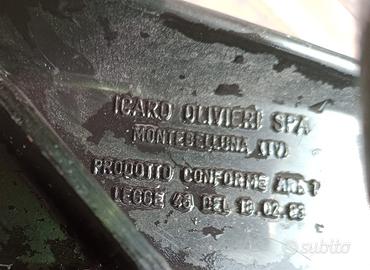 ICARO OLIVIERI SPA
MONTEBELLUNA (TV)
PRODOTTO CONFORME ART. 1
LEGGE 46 DEL 18.02.83
subito